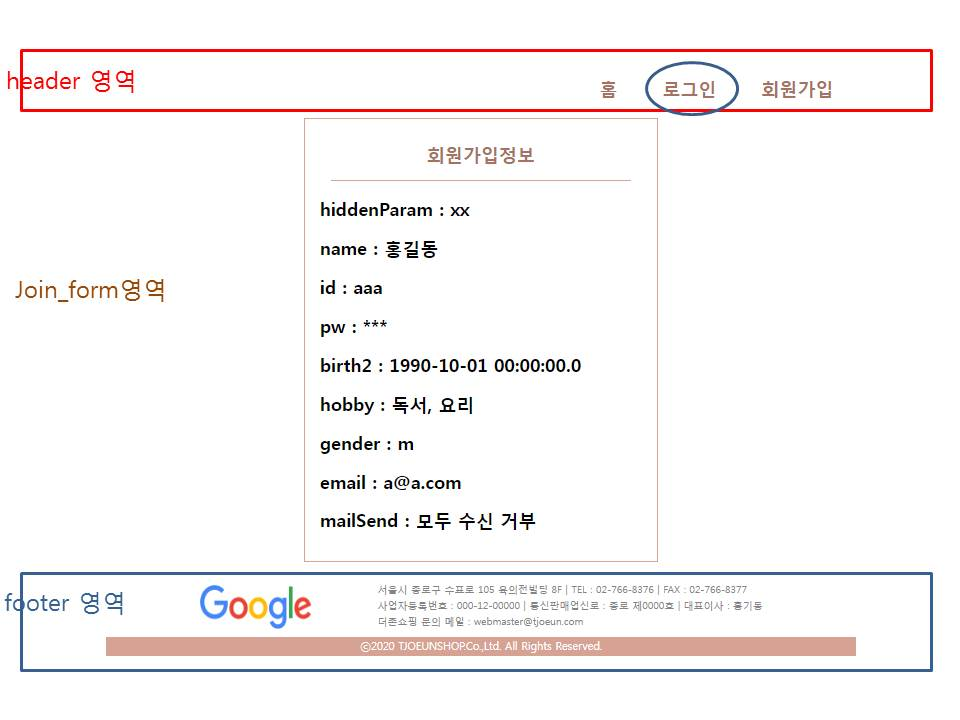 header 영역
홈 로그인 회원가입
회원가입정보
hiddenParam : xx
name : 홍길동
id : aaa
Join_form영역
pw : ***
birth2 : 1990-10-01 00:00:00.0
hobby : 독서, 요리
gender : m
email : a@a.com
mailSend : 모두 수신 거부
footer 영역
Google
서울시 종로구 수표로 105 육의전빌딩 8F | TEL : 02-766-8376 | FAX : 02-766-8377
사업자등록번호 : 000-12-00000 | 통신판매업신로 : 종로 제0000호 | 대표이사 : 홍기동
더존쇼핑 문의 메일 : webmaster@tjoeun.com
©2020 TJOEUNSHOP.Co,Ltd. All Rights Reserved.